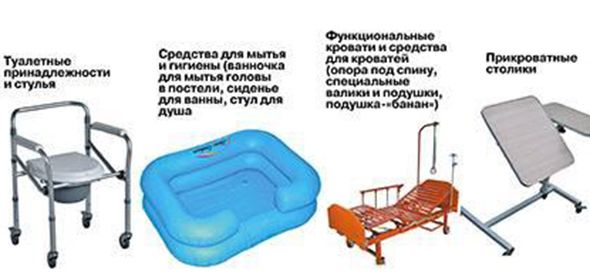 Туалетные
принадлежности
и стулья
Средства для мытья
и гигиены (ванночка
для мытья головы
в постели, сиденье
для ванны, стул для
душа
Функциональные
кровати и средства
для кроватей
(опора под спину,
специальные
валики и подушки,
подушка-«банан»)
Прикроватные
столики